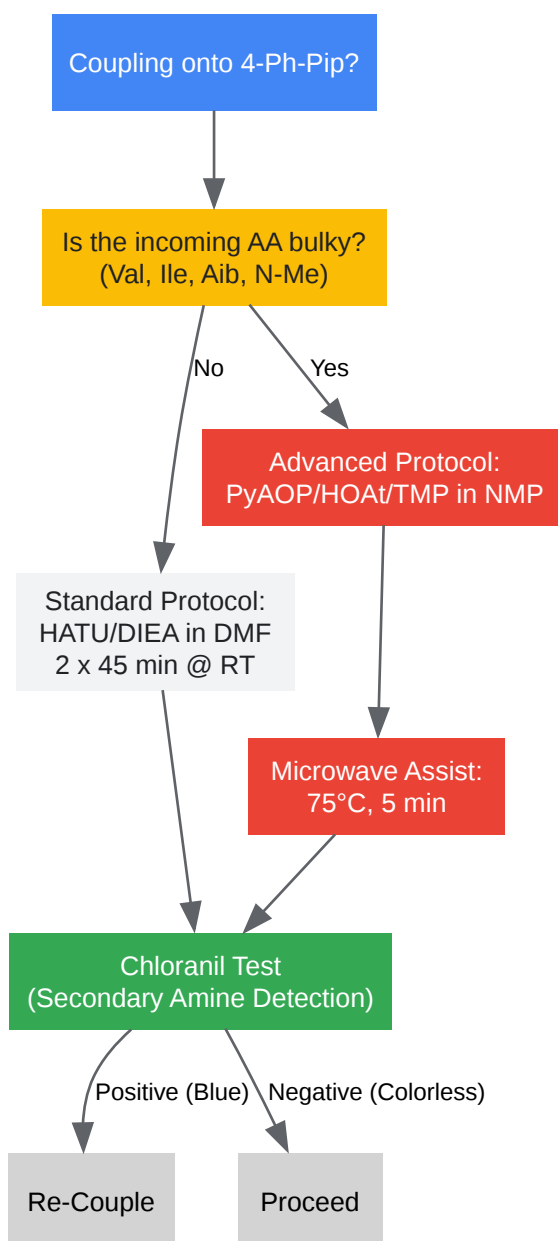 Coupling onto 4-Ph-Pip?
Is the incoming AA bulky?
(Val, Ile, Aib, N-Me)
No
Yes
Advanced Protocol:
PyAOP/HOAt/TMP in NMP
Standard Protocol:
HATU/DIEA in DMF
2 x 45 min @ RT
Microwave Assist:
75°C, 5 min
Chloranil Test
(Secondary Amine Detection)
Positive (Blue)
Negative (Colorless)
Re-Couple
Proceed